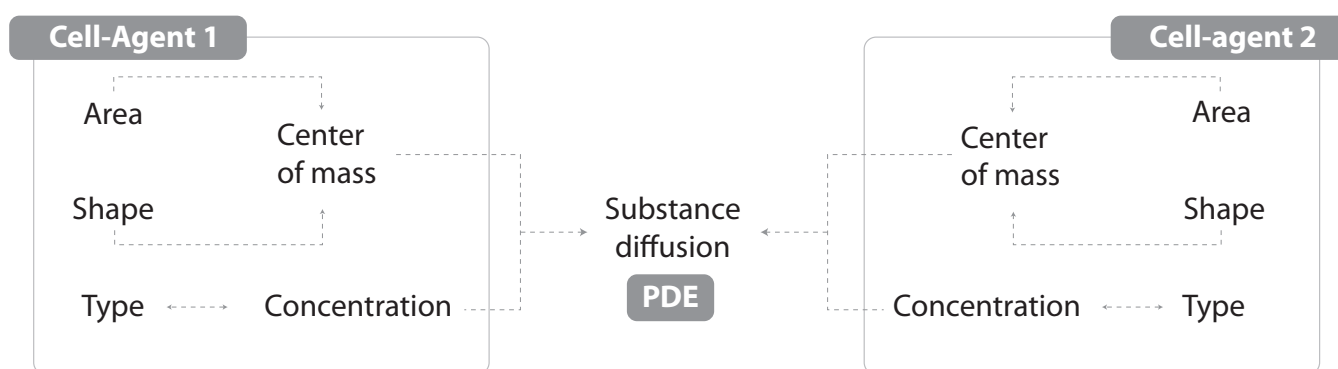 Cell-Agent 1
Area
Center
of mass
Shape
Type
Concentration
Substance
diffusion
PDE
Cell-agent 2
Area
Center
of mass
Shape
Concentration
Type